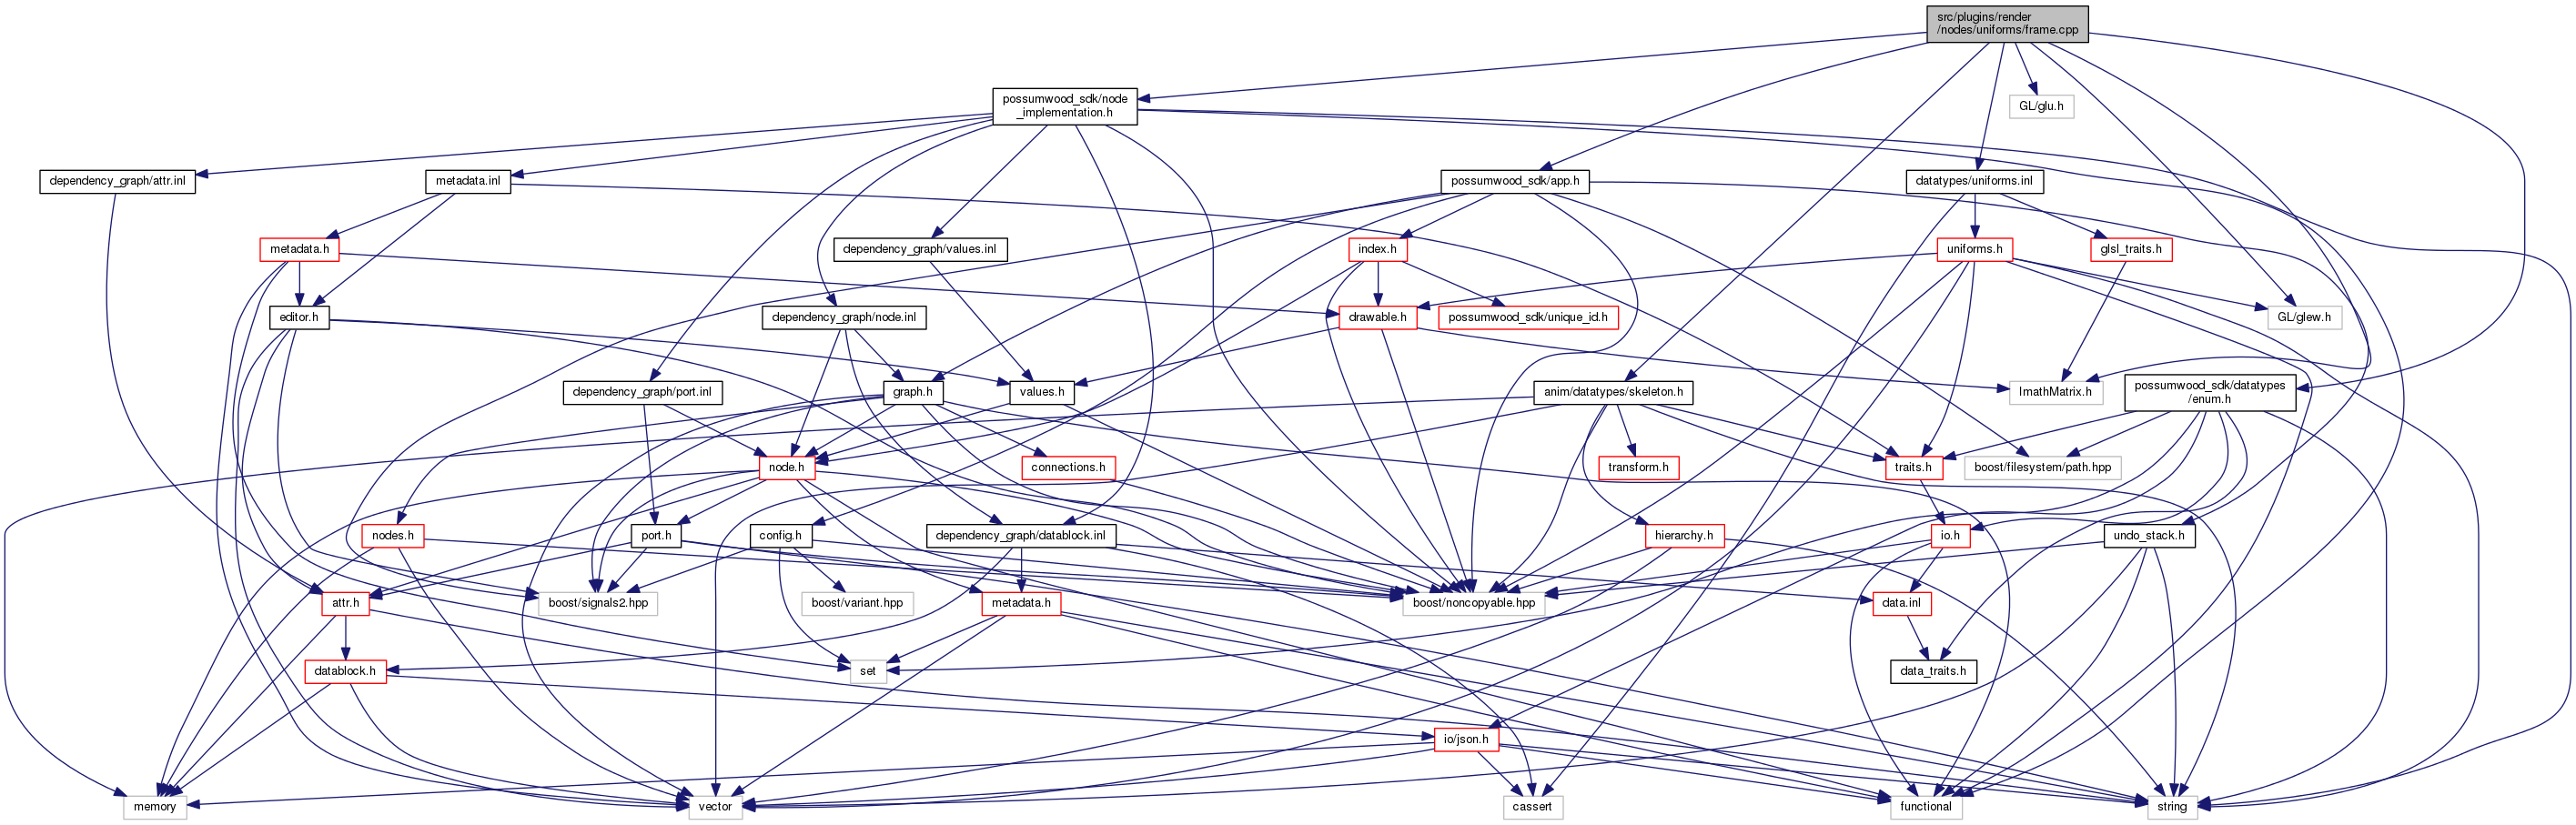 src/plugins/render
/nodes/uniforms/frame.cpp
possumwood_sdk/node
_implementation.h
GL/glu.h
dependency_graph/attr.inl
metadata.inl
possumwood_sdk/app.h
datatypes/uniforms.inl
metadata.h
dependency_graph/values.inl
index.h
uniforms.h
glsl_traits.h
editor.h
dependency_graph/node.inl
drawable.h
possumwood_sdk/unique_id.h
GL/glew.h
dependency_graph/port.inl
graph.h
values.h
anim/datatypes/skeleton.h
ImathMatrix.h
possumwood_sdk/datatypes
/enum.h
node.h
connections.h
transform.h
traits.h
boost/filesystem/path.hpp
nodes.h
port.h
config.h
dependency_graph/datablock.inl
hierarchy.h
io.h
undo_stack.h
attr.h
boost/signals2.hpp
boost/variant.hpp
metadata.h
boost/noncopyable.hpp
data.inl
datablock.h
set
data_traits.h
io/json.h
memory
vector
cassert
functional
string